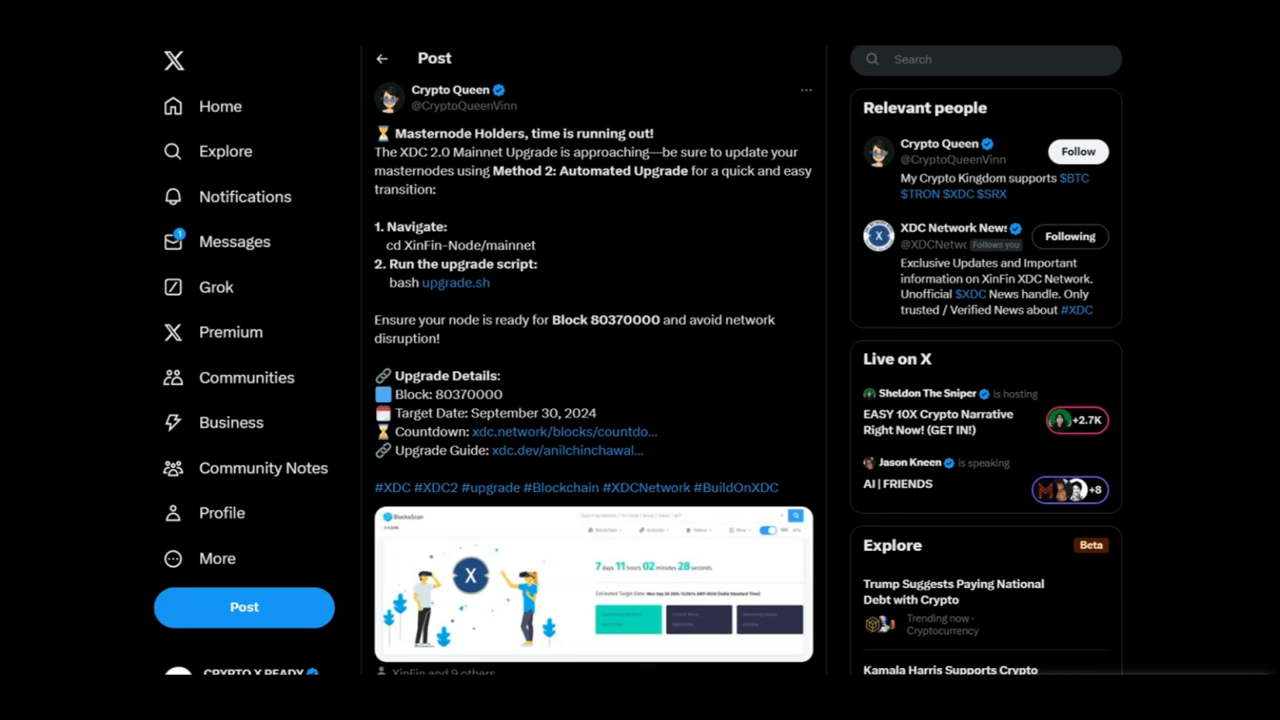 Home
Explore
Notifications
1
Messages
Grok
Premium
Communities
Business
Community Notes
Profile
More
Post
CRYPTO X READY
Post
Crypto Queen
@CryptoQueenVinn
Masternode Holders, time is running out!
The XDC 2.0 Mainnet Upgrade is approaching—be sure to update your
masternodes using Method 2: Automated Upgrade for a quick and easy
transition:
1. Navigate:
cd XinFin-Node/mainnet
2. Run the upgrade script:
bash upgrade.sh
Ensure your node is ready for Block 80370000 and avoid network
disruption!
Upgrade Details:
Block: 80370000
Target Date: September 30, 2024
Countdown: xdc.network/blocks/countdo...
Upgrade Guide: xdc.dev/anilchinchawal...
#XDC #XDC2 #upgrade #Blockchain #XDCNetwork #BuildOnXDC
BlocksScan
X
7 days 11 hours 02 minutes 28 seconds
XinFin and 9 others
Search
Relevant people
Crypto Queen
@CryptoQueenVinn
Follow
My Crypto Kingdom supports $BTC
$TRON $XDC $SRX
XDC Network News
@XDCNetwo Follows you
Following
Exclusive Updates and Important
information on XinFin XDC Network.
Unofficial $XDC News handle. Only
trusted / Verified News about #XDC
Live on X
Sheldon The Sniper is hosting
EASY 10X Crypto Narrative
Right Now! (GET IN!)
+2.7K
Jason Kneen is speaking
AI | FRIENDS
+8
Explore
Beta
Trump Suggests Paying National
Debt with Crypto
Trending now ·
Cryptocurrency
Kamala Harris Supports Crypto